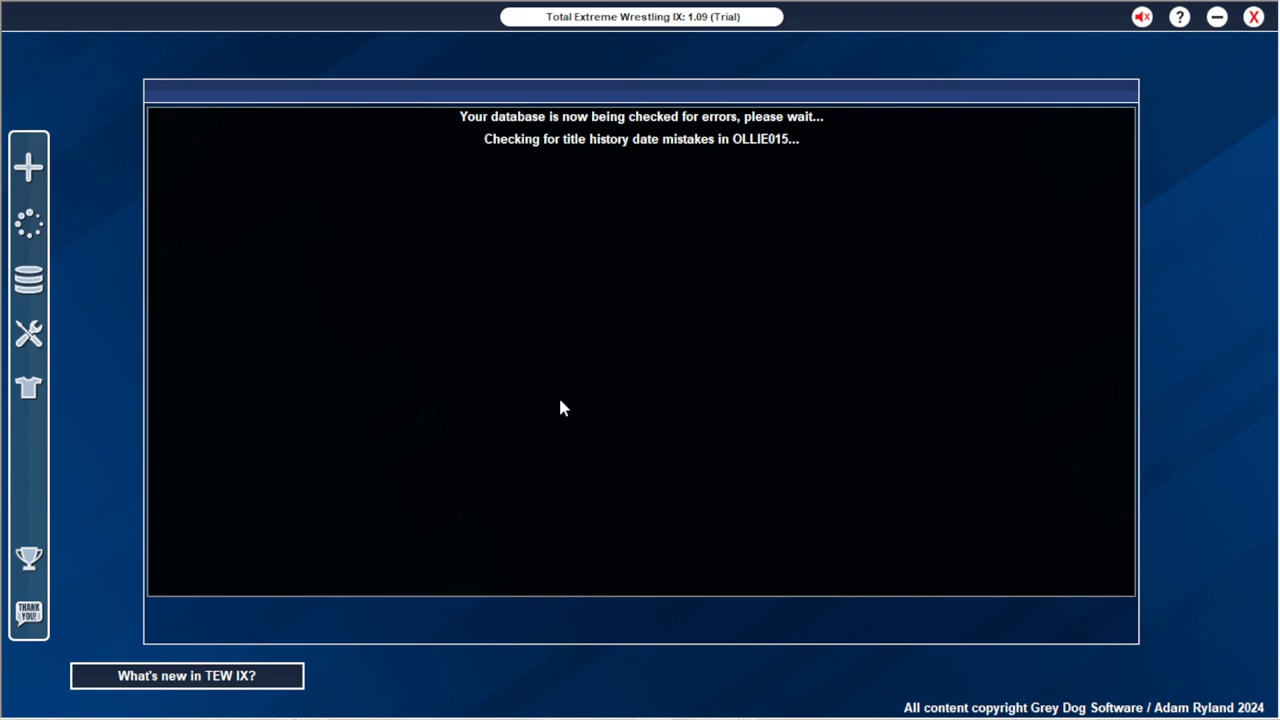 Total Extreme Wrestling IX: 1.09 (Trial)
?
X
Your database is now being checked for errors, please wait...
Checking for title history date mistakes in OLLIE015...
THANK
YOU!
What's new in TEW IX?
All content copyright Grey Dog Software / Adam Ryland 2024